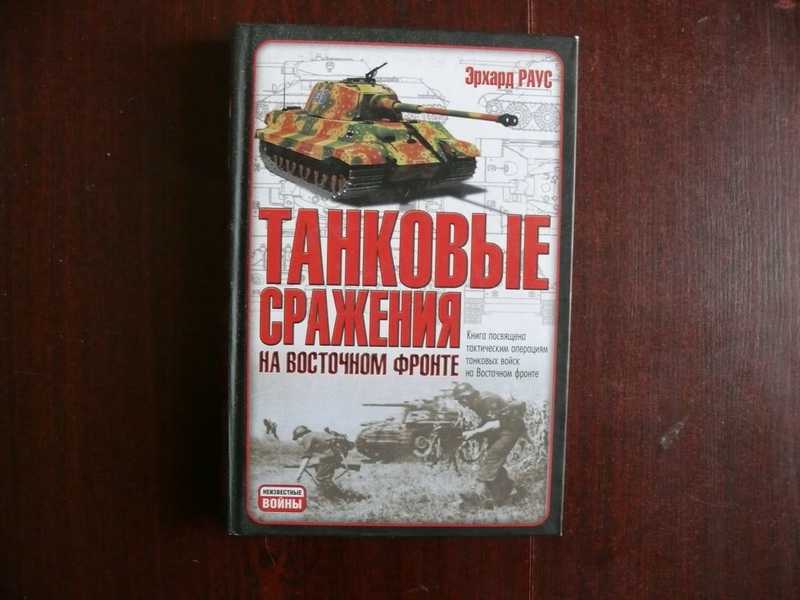 Эрхард РАУС
ТАНКОВЫЕ
СРАЖЕНИЯ
НА ВОСТОЧНОМ ФРОНТЕ
Книга посвящена
тактическим операциям
танковых войск
на Восточном фронте
НЕИЗВЕСТНЫЕ
ВОЙНЫ